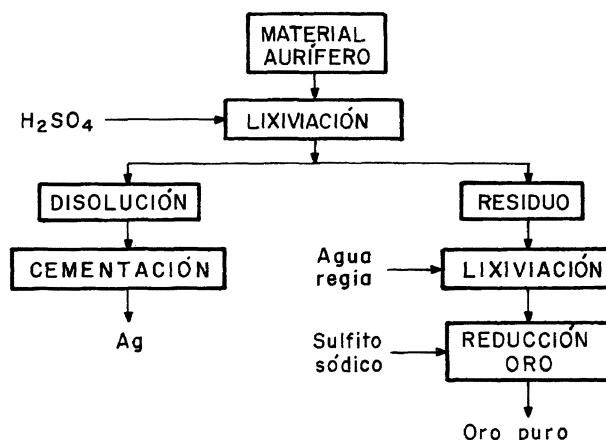 MATERIAL
AURÍFERO
H₂SO₄
LIXIVIACIÓN
DISOLUCIÓN
RESIDUO
CEMENTACIÓN
Agua
regia
LIXIVIACIÓN
Ag
Sulfito
sódico
REDUCCIÓN
ORO
Oro puro